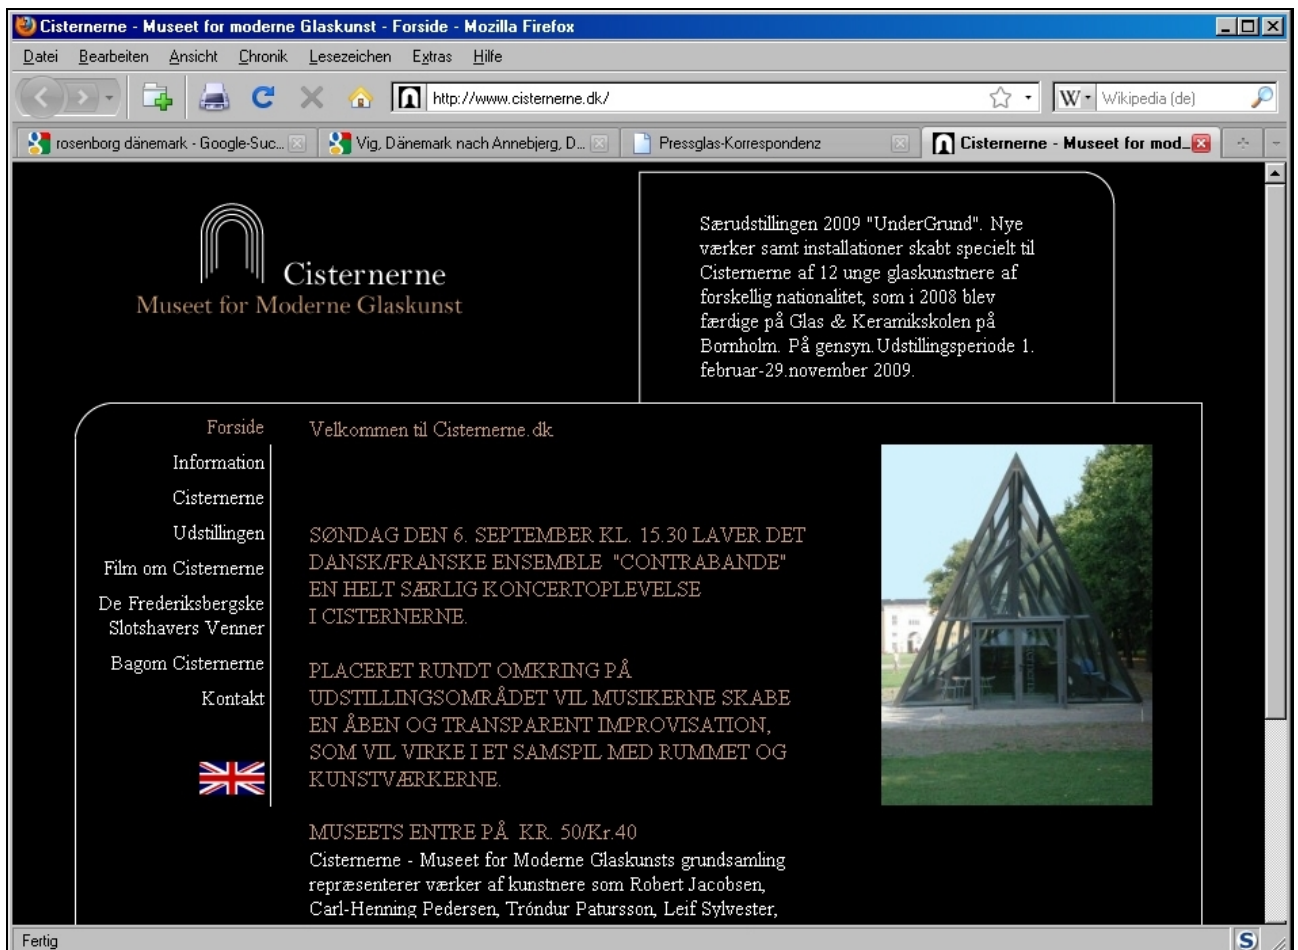 Cisternerne - Museet for moderne Glaskunst - Forside - Mozilla Firefox
Datei Bearbeiten Ansicht Chronik Lesezeichen Extras Hilfe
http://www.cisternerne.dk/
W Wikipedia (de)
rosenborg dänemark - Google-Suc...
Vig, Dänemark nach Annebjerg, D...
Pressglas-Korrespondenz
Cisternerne - Museet for mod...
Cisternerne
Museet for Moderne Glaskunst
Særudstillingen 2009 "UnderGrund". Nye
værker samt installationer skabt specielt til
Cisternerne af 12 unge glaskunstnere af
forskellig nationalitet, som i 2008 blev
færdige på Glas & Keramikskolen på
Bornholm. På gensyn.Udstillingsperiode 1.
februar-29.november 2009.
Forside
Information
Cisternerne
Udstillingen
Film om Cisternerne
De Frederiksbergske
Slotshavers Venner
Bagom Cisternerne
Kontakt
Velkommen til Cisternerne.dk
SØNDAG DEN 6. SEPTEMBER KL. 15.30 LAVER DET
DANSK/FRANSKE ENSEMBLE "CONTRABANDE"
EN HELT SÆRLIG KONCERTOPLEVELSE
I CISTERNERNE.
PLACERET RUNDT OMKRING PÅ
UDSTILLINGSOMRÅDET VIL MUSIKERNE SKABE
EN ÅBEN OG TRANSPARENT IMPROVISATION,
SOM VIL VIRKE I ET SAMSPIL MED RUMMET OG
KUNSTVÆRKERNE.
MUSEETS ENTRE PÅ KR. 50/Kr.40
Cisternerne - Museet for Moderne Glaskunsts grundsamling
repræsenterer værker af kunstnere som Robert Jacobsen,
Carl-Henning Pedersen, Tróndur Patursson, Leif Sylvester,
Fertig
S